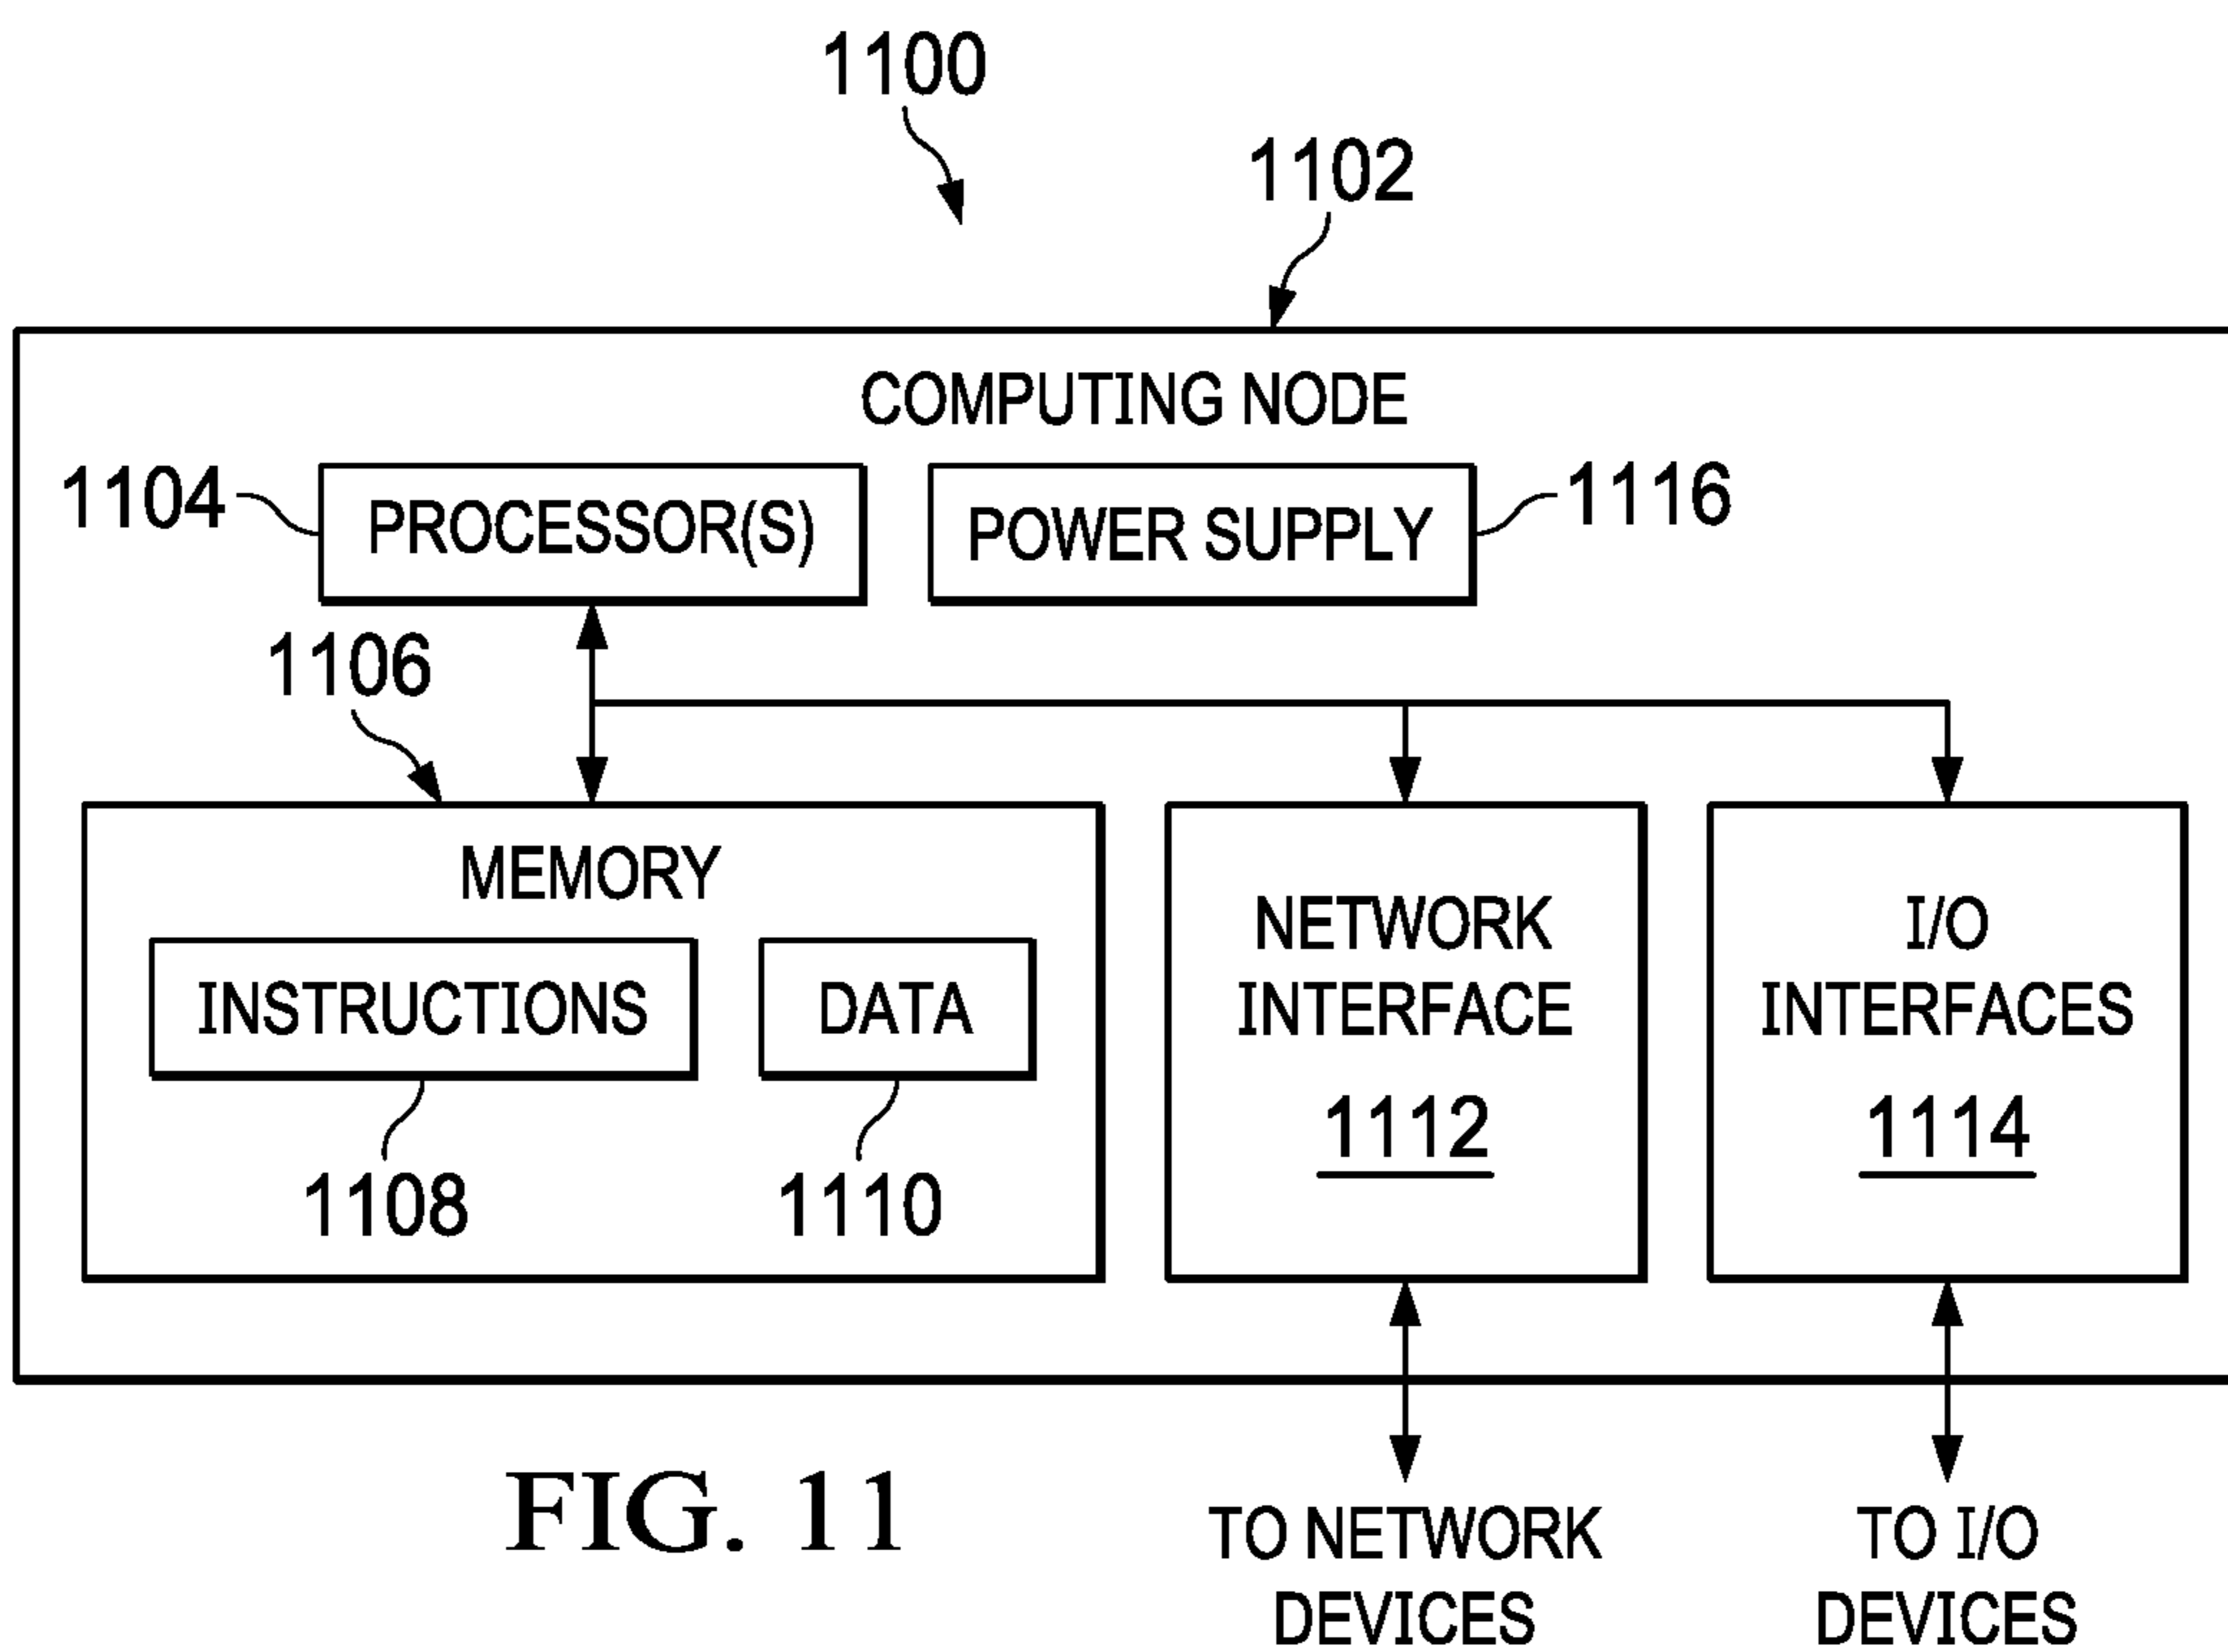 1100
1102
COMPUTING NODE
1104
PROCESSOR(S)
POWER SUPPLY
1116
1106
MEMORY
INSTRUCTIONS
DATA
1108
1110
NETWORK
INTERFACE
1112
I/O
INTERFACES
1114
FIG. 11
TO NETWORK
DEVICES
TO I/O
DEVICES